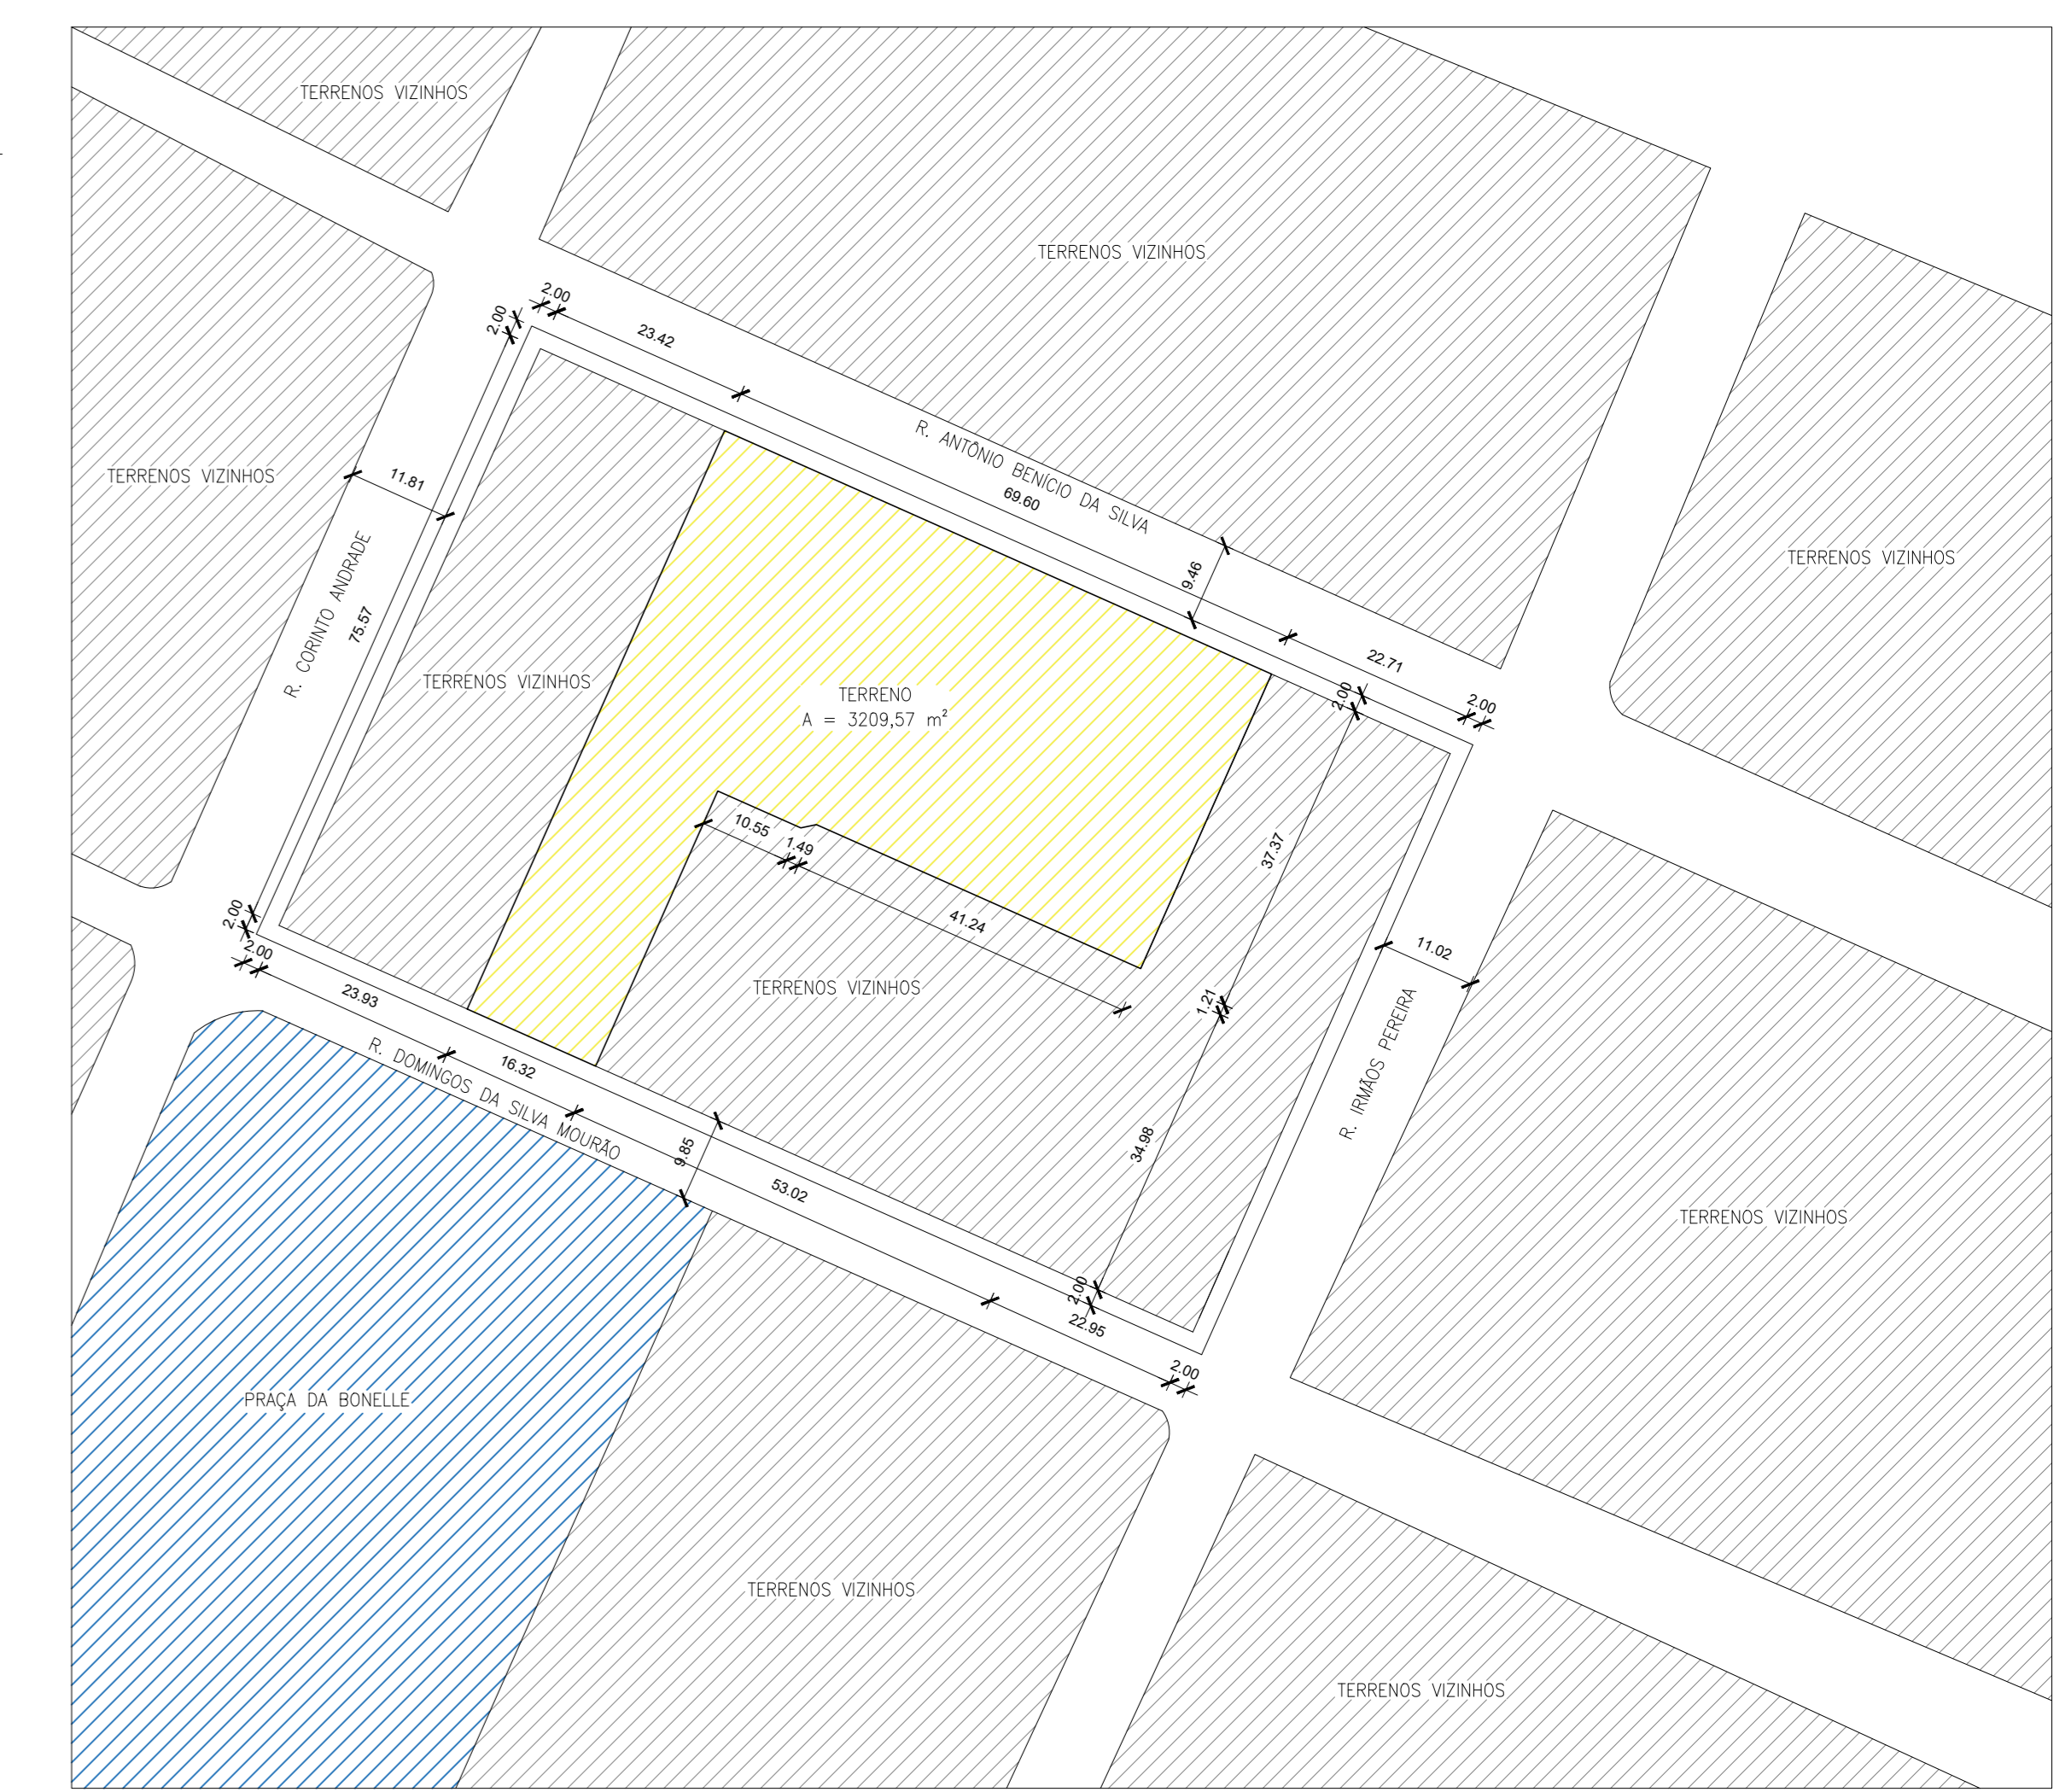 TERRENOS VIZINHOS
TERRENOS VIZINHOS
2.00
2.00
23.42
R. ANTÔNIO BENÍCIO DA SILVA
69.60
TERRENOS VIZINHOS
11.81
9.46
TERRENOS VIZINHOS
R. CORINTO ANDRADE
75.57
TERRENOS VIZINHOS
TERRENO
A = 3209,57 m²
22.71
2.00
2.00
10.55
1.49
37.37
41.24
2.00
2.00
11.02
TERRENOS VIZINHOS
1.21
23.93
R. DOMINGOS DA SILVA MOURÃO
16.32
R. IRMÃOS PEREIRA
9.85
34.98
53.02
TERRENOS VIZINHOS
2.00
22.95
2.00
PRAÇA DA BONELLE
TERRENOS VIZINHOS
TERRENOS VIZINHOS